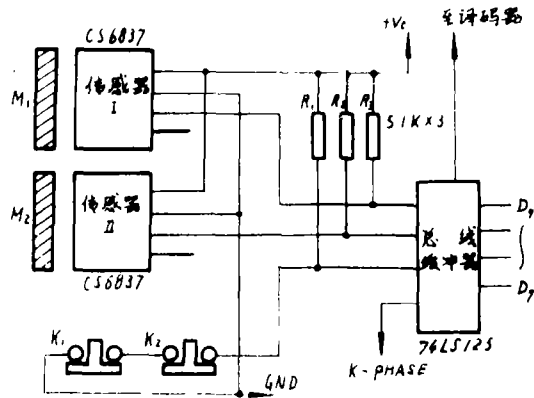 CS6837
+Vc
至译码器
M₁
传感器
I
R₁
R₂
R₃
51K×3
M₂
传感器
II
CS6837
总线
缓冲器
D₇
74LS125
K-PHASE
K₁
K₂
GND